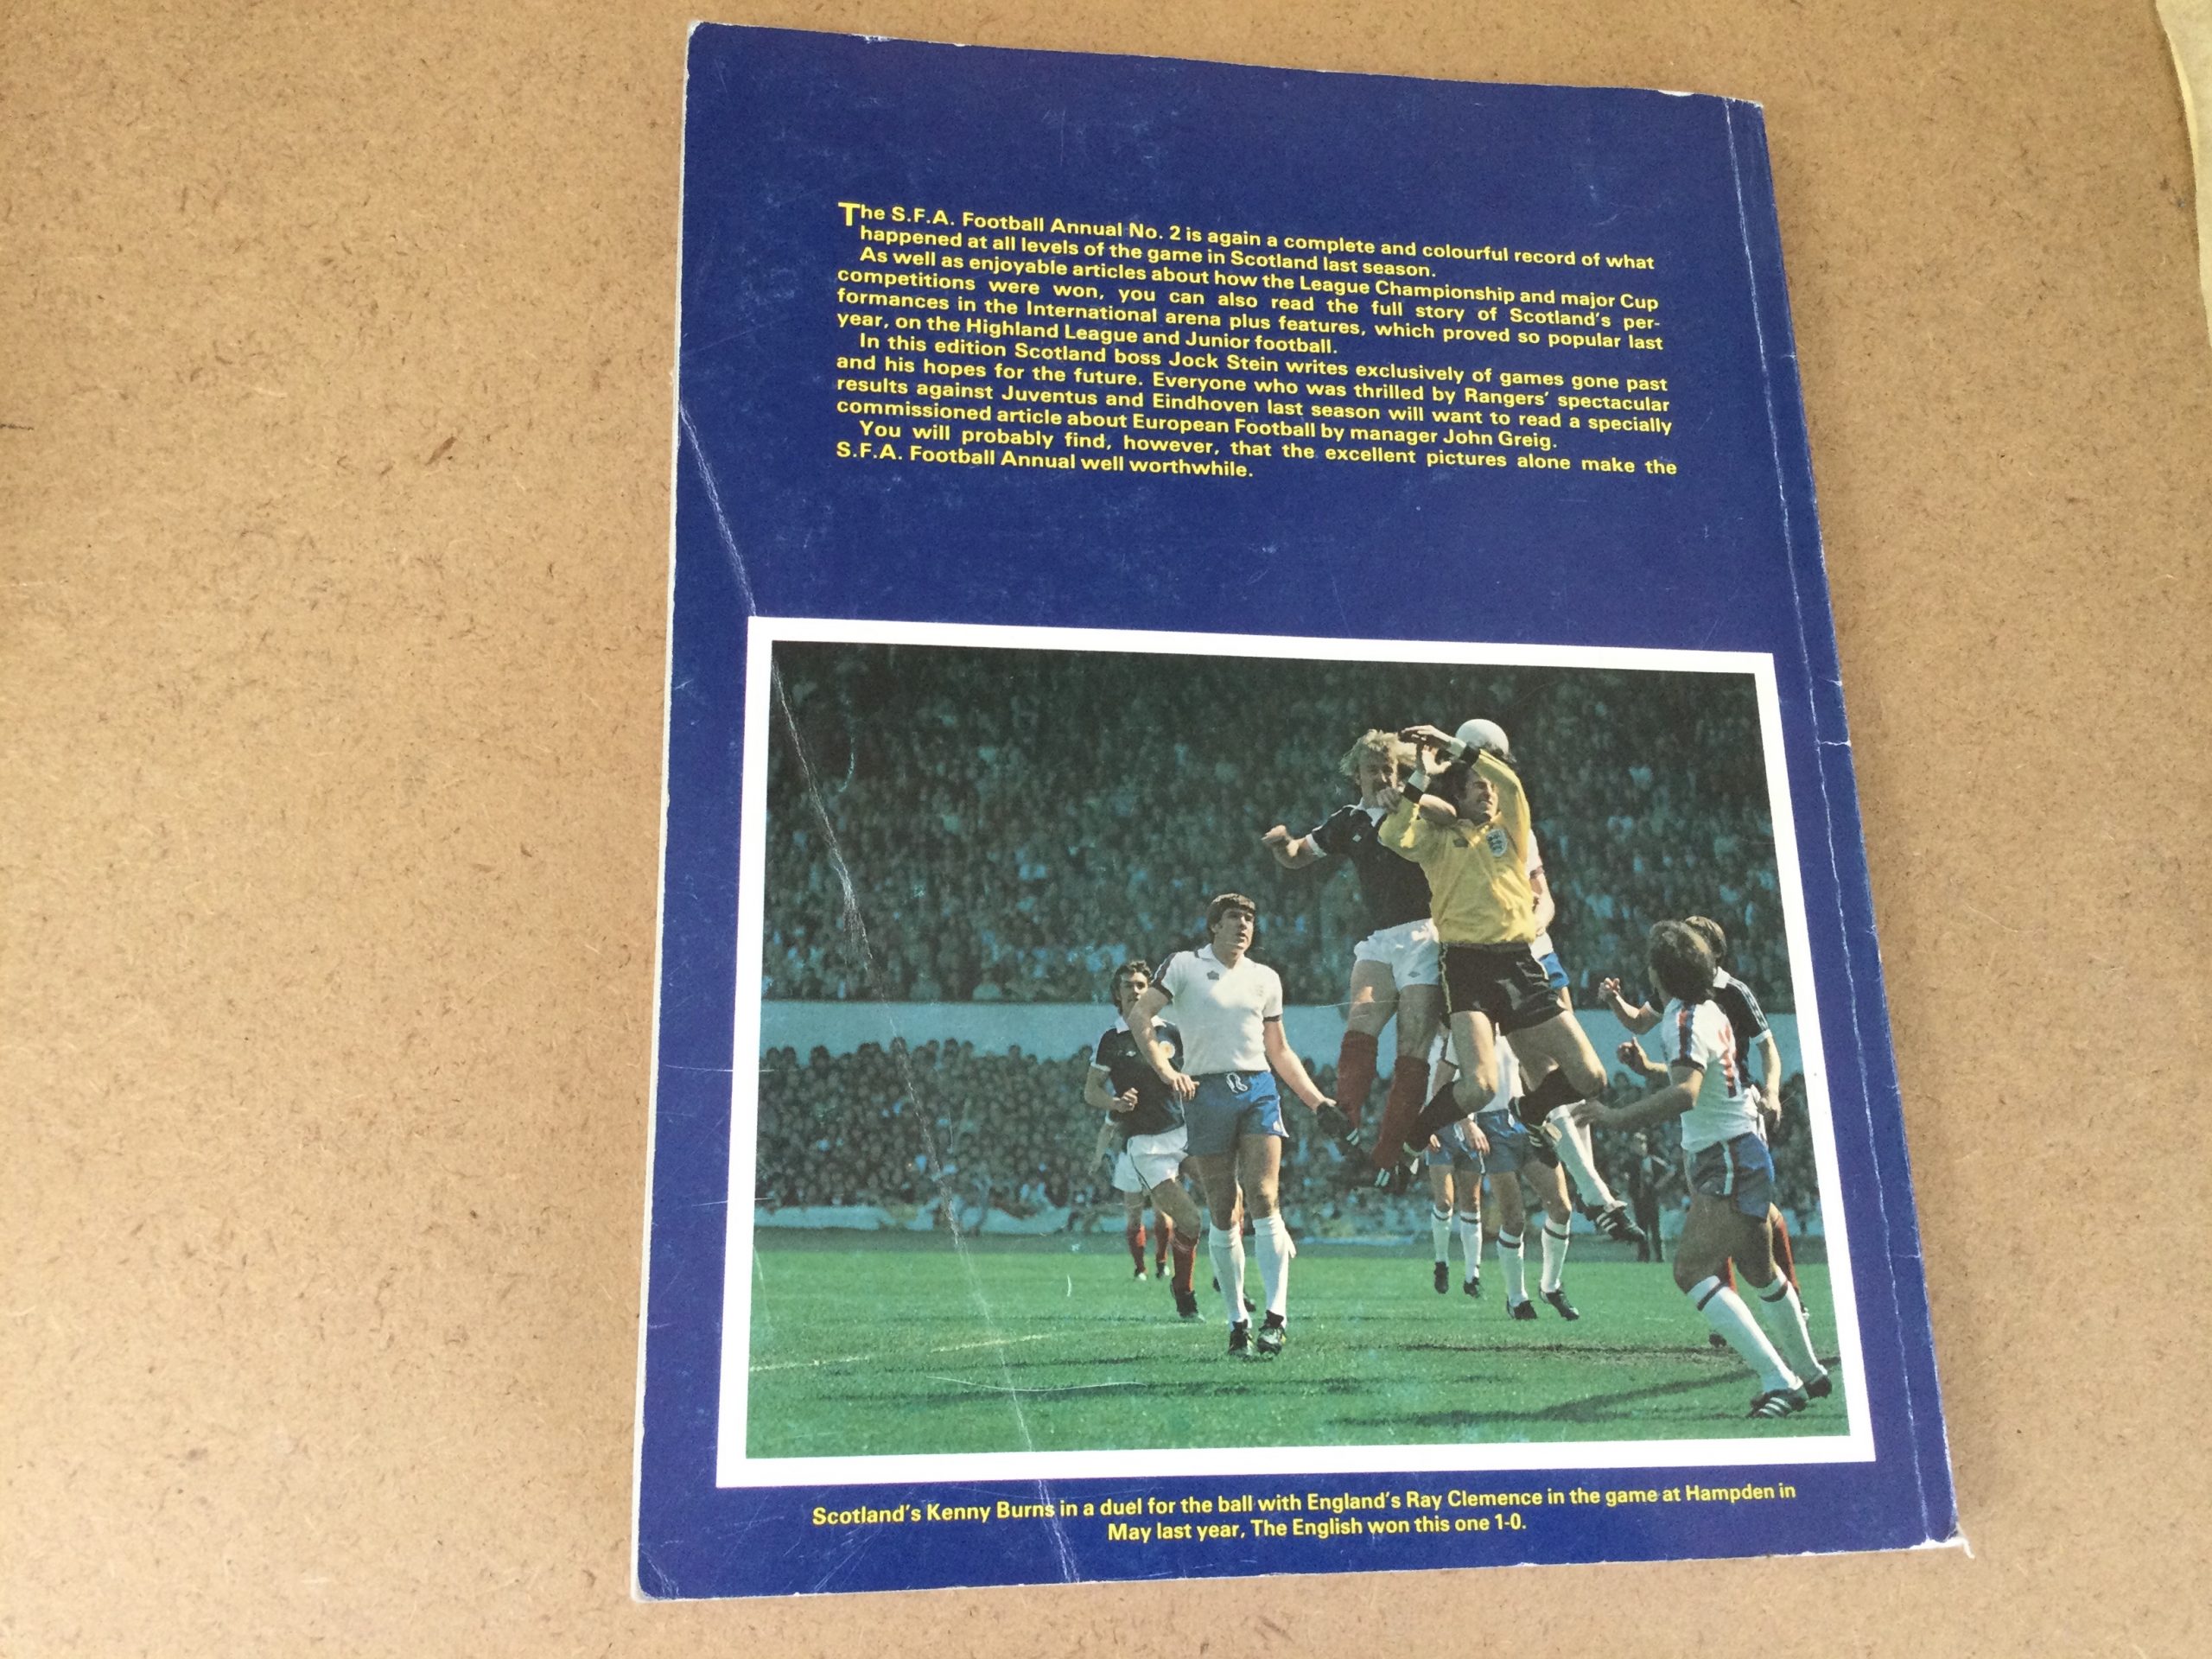 The S.F.A. Football Annual No. 2 is again a complete and colourful record of what
happened at all levels of the game in Scotland last season.
As well as enjoyable articles about how the League Championship and major Cup
competitions were won, you can also read the full story of Scotland's per-
formances in the International arena plus features, which proved so popular last
year, on the Highland League and Junior football.
In this edition Scotland boss Jock Stein writes exclusively of games gone past
and his hopes for the future. Everyone who was thrilled by Rangers' spectacular
results against Juventus and Eindhoven last season will want to read a specially
commissioned article about European Football by manager John Greig.
You will probably find, however, that the excellent pictures alone make the
S.F.A. Football Annual well worthwhile.
Scotland's Kenny Burns in a duel for the ball with England's Ray Clemence in the game at Hampden in
May last year, The English won this one 1-0.